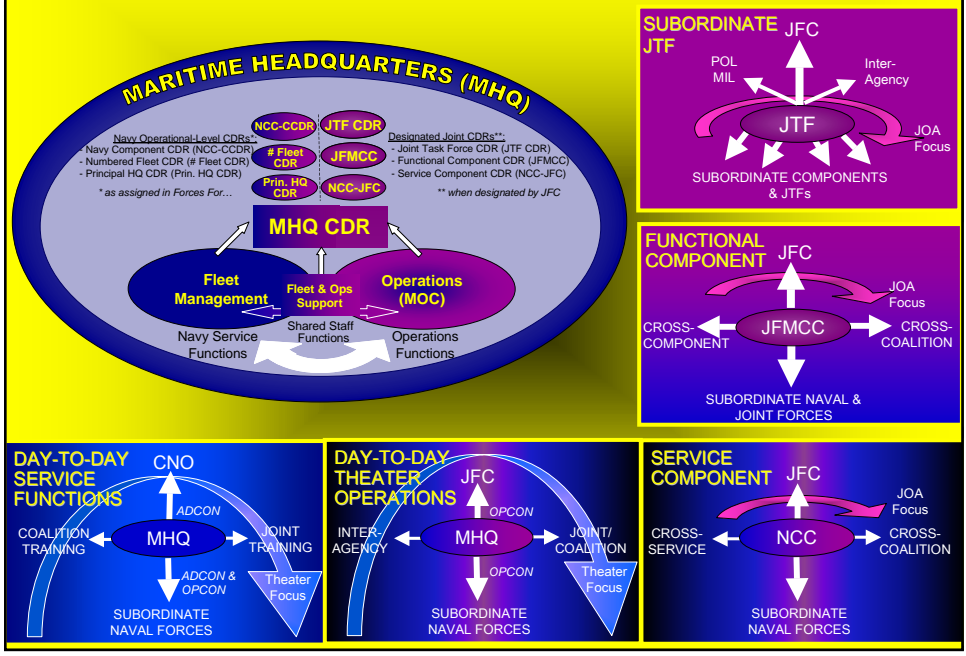 MARITIME HEADQUARTERS (MHQ)
NCC-CCDR
JTF CDR
# Fleet
CDR
JFMCC
Prin. HQ
CDR
NCC-JFC
Navy Operational-Level CDRs*:
- Navy Component CDR (NCC-CCDR)
- Numbered Fleet CDR (# Fleet CDR)
- Principal HQ CDR (Prin. HQ CDR)
* as assigned in Forces For…
Designated Joint CDRs**:
- Joint Task Force CDR (JTF CDR)
- Functional Component CDR (JFMCC)
- Service Component CDR (NCC-JFC)
** when designated by JFC
MHQ CDR
Fleet
Management
Fleet & Ops
Support
Operations
(MOC)
Navy Service
Functions
Shared Staff
Functions
Operations
Functions
SUBORDINATE
JTF
JFC
POL
MIL
Inter-
Agency
JTF
JOA
Focus
SUBORDINATE COMPONENTS
& JTFs
FUNCTIONAL
COMPONENT
JFC
JOA
Focus
CROSS-
COMPONENT
JFMCC
CROSS-
COALITION
SUBORDINATE NAVAL &
JOINT FORCES
DAY-TO-DAY
SERVICE
FUNCTIONS
CNO
ADCON
COALITION
TRAINING
MHQ
JOINT
TRAINING
ADCON &
OPCON
Theater
Focus
SUBORDINATE
NAVAL FORCES
DAY-TO-DAY
THEATER
OPERATIONS
JFC
OPCON
INTER-
AGENCY
MHQ
JOINT/
COALITION
OPCON
Theater
Focus
SUBORDINATE
NAVAL FORCES
SERVICE
COMPONENT
JFC
JOA
Focus
CROSS-
SERVICE
NCC
CROSS-
COALITION
SUBORDINATE
NAVAL FORCES